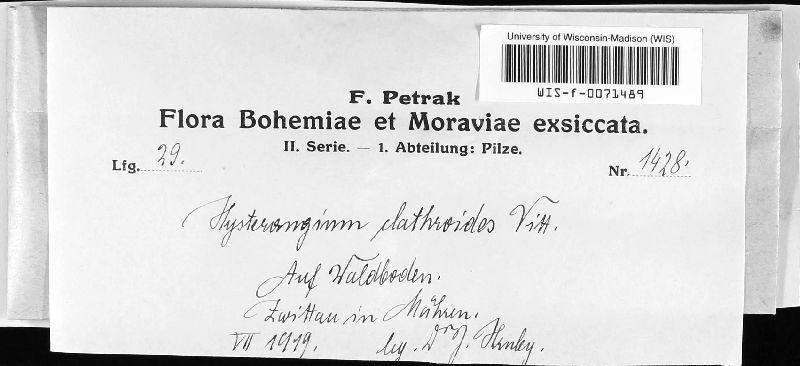 University of Wisconsin-Madison (WIS)
WIS-f-0071489
F. Petrak
Flora Bohemiae et Moraviae exsiccata.
II. Serie. — 1. Abteilung: Pilze.
Lfg. 29.
Nr. 1428.
Hysterangium clathroides Vitt.
Auf Waldboden.
Zwittau in Mähren.
VII 1919. leg. Dr J. Hruby.